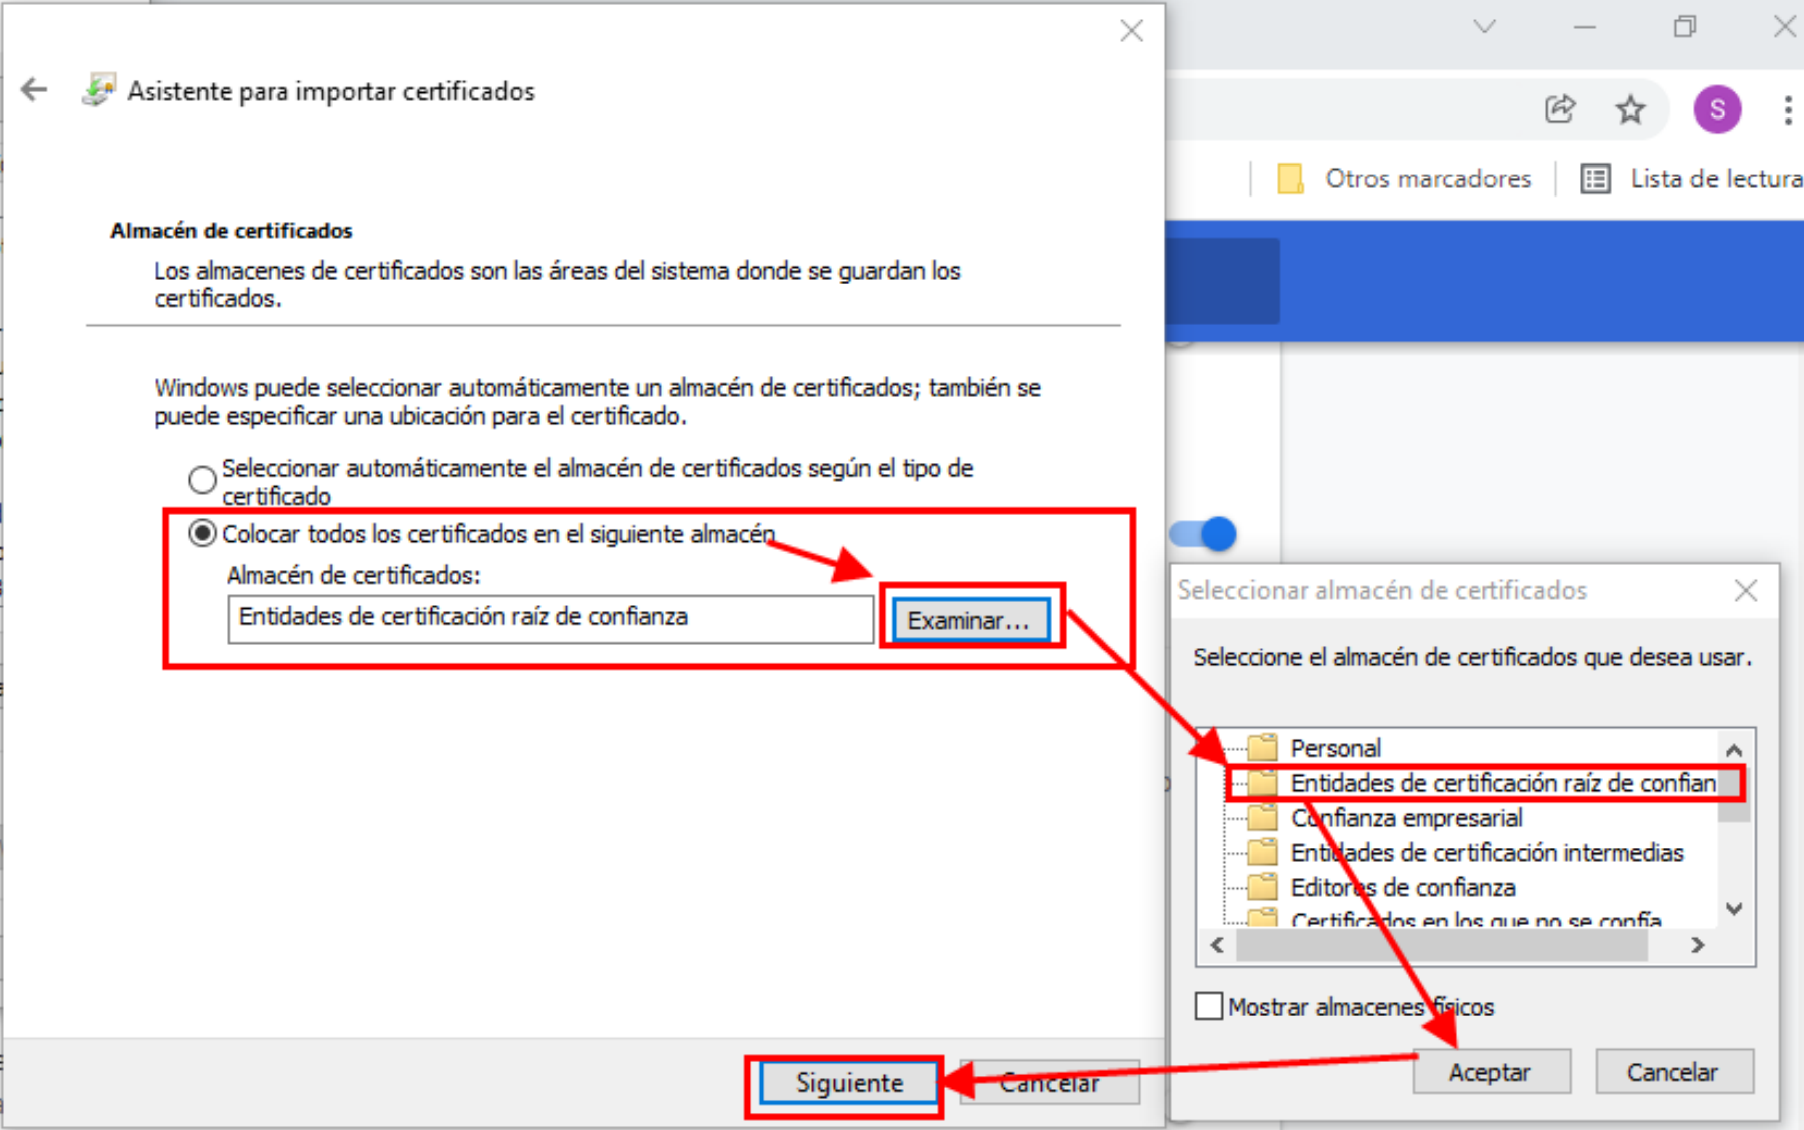 Asistente para importar certificados
S
Otros marcadores
Lista de lectura
Almacén de certificados
Los almacenes de certificados son las áreas del sistema donde se guardan los
certificados.
Windows puede seleccionar automáticamente un almacén de certificados; también se
puede especificar una ubicación para el certificado.
Seleccionar automáticamente el almacén de certificados según el tipo de
certificado
Colocar todos los certificados en el siguiente almacén
Almacén de certificados:
Entidades de certificación raíz de confianza
Examinar...
Siguiente
Cancelar
Seleccionar almacén de certificados
Seleccione el almacén de certificados que desea usar.
Personal
Entidades de certificación raíz de confian
Confianza empresarial
Entidades de certificación intermedias
Editores de confianza
Certificados en los que no se confía
Mostrar almacenes físicos
Aceptar
Cancelar